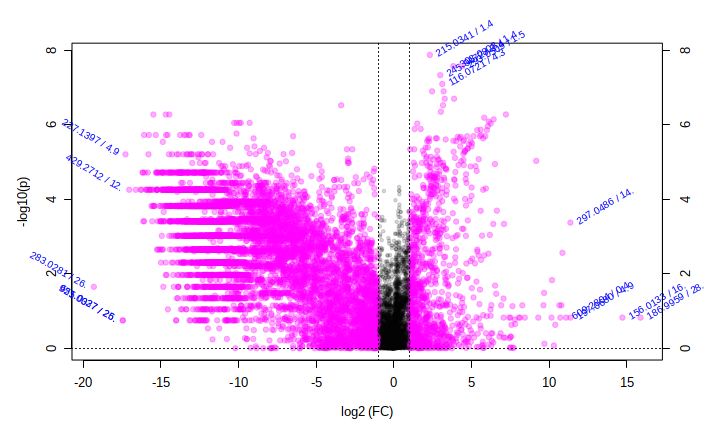 215.0341 / 1.4
116.0721 / 4.3
227.1397 / 4.9
429.2712 / 12.
297.0486 / 14.
283.0281 / 26.
156.0133 / 16.
186.9959 / 28.
8
6
4
2
0
8
6
4
2
0
-log10(p)
-20
-15
-10
-5
0
5
10
15
log2 (FC)